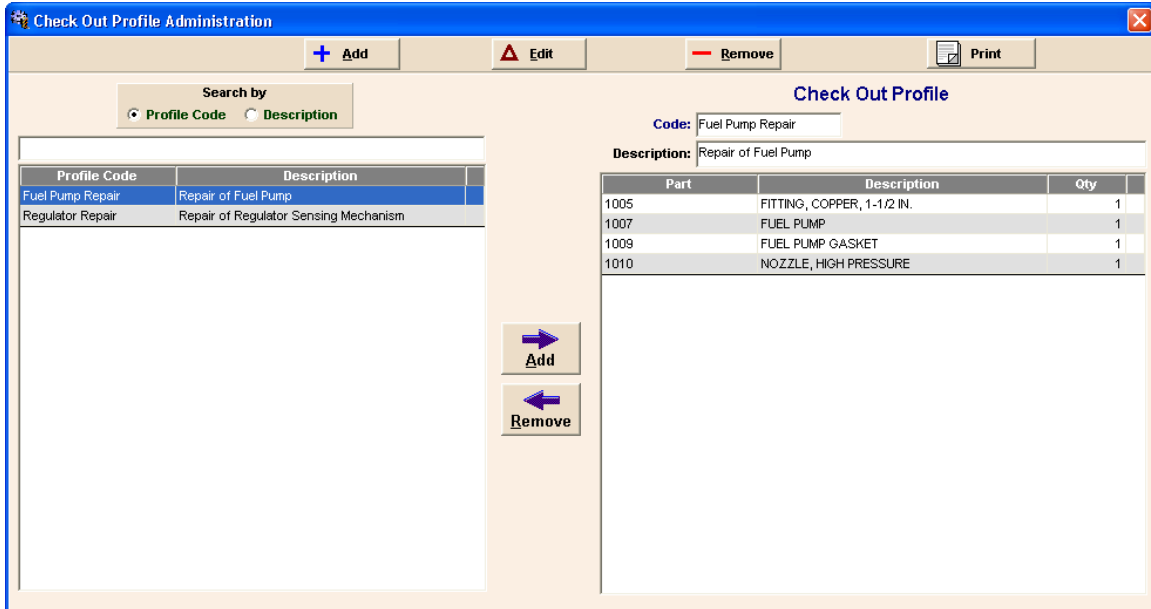 Check Out Profile Administration
Add Edit Remove Print
Search by
Profile Code Description
Profile Code Description
Fuel Pump Repair Repair of Fuel Pump
Regulator Repair Repair of Regulator Sensing Mechanism
Add
Remove
Check Out Profile
Code: Fuel Pump Repair
Description: Repair of Fuel Pump
Part Description Qty
1005 FITTING, COPPER, 1-1/2 IN. 1
1007 FUEL PUMP 1
1009 FUEL PUMP GASKET 1
1010 NOZZLE, HIGH PRESSURE 1